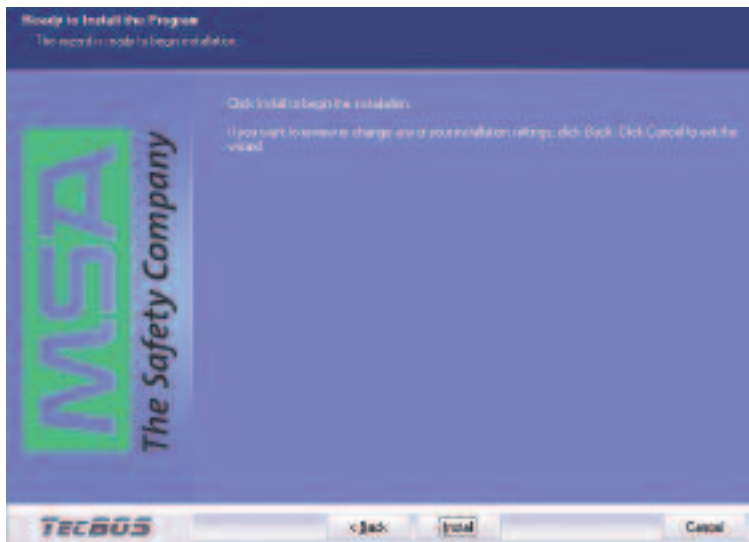 Ready to Install the Program
The wizard is ready to begin installation.
Click Install to begin the installation.
If you want to review or change any of your installation settings, click Back. Click Cancel to exit the
wizard.
MSA
The Safety Company
TecBOS
< Back
Install
Cancel